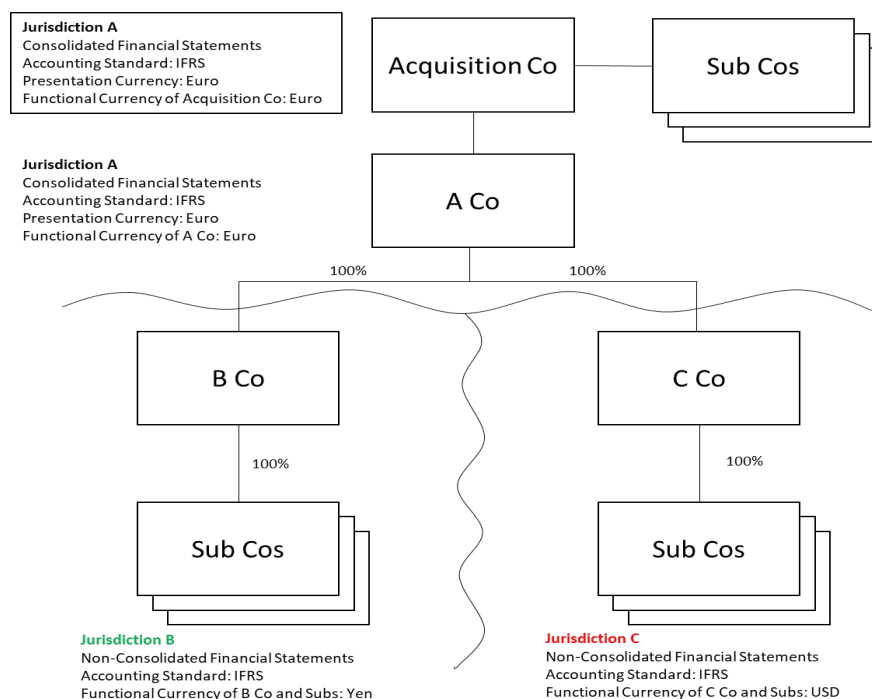 Jurisdiction A
Consolidated Financial Statements
Accounting Standard: IFRS
Presentation Currency: Euro
Functional Currency of Acquisition Co: Euro
Acquisition Co
Sub Cos
Jurisdiction A
Consolidated Financial Statements
Accounting Standard: IFRS
Presentation Currency: Euro
Functional Currency of A Co: Euro
A Co
100%
100%
B Co
C Co
100%
100%
Sub Cos
Sub Cos
Jurisdiction B
Non-Consolidated Financial Statements
Accounting Standard: IFRS
Functional Currency of B Co and Subs: Yen
Jurisdiction C
Non-Consolidated Financial Statements
Accounting Standard: IFRS
Functional Currency of C Co and Subs: USD